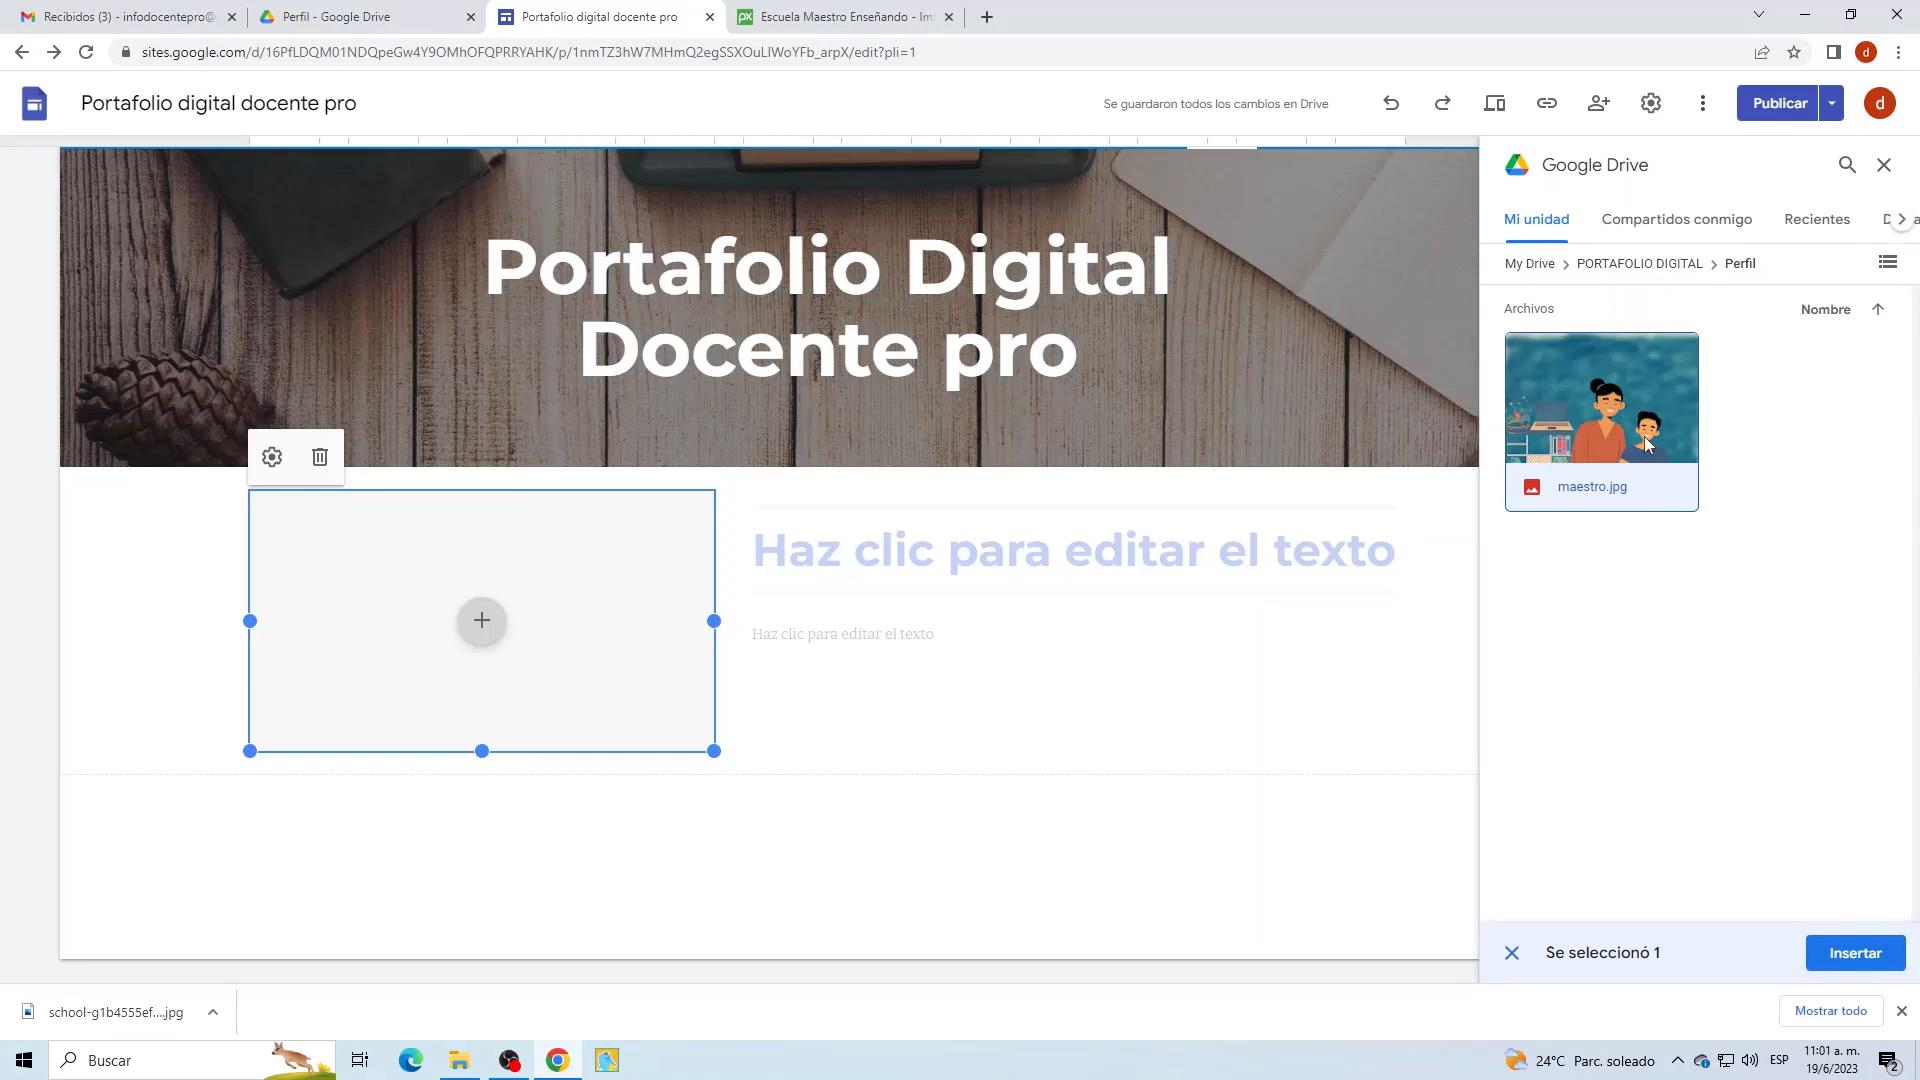 Recibidos (3) - infodocentepro@
Perfil - Google Drive
Portafolio digital docente pro
Escuela Maestro Enseñando - Im
sites.google.com/d/16PfLDQM01NDQpeGw4Y9OMhOFQPRRYAHK/p/1nmTZ3hW7MHmQ2egSSXOuLlWoYFb_arpX/edit?pli=1
d
Portafolio digital docente pro
Se guardaron todos los cambios en Drive
Publicar
d
Google Drive
Mi unidad
Compartidos conmigo
Recientes
My Drive
PORTAFOLIO DIGITAL
Perfil
Archivos
Nombre
maestro.jpg
Portafolio Digital
Docente pro
Haz clic para editar el texto
Haz clic para editar el texto
Se seleccionó 1
Insertar
school-g1b4555ef....jpg
Mostrar todo
Buscar
24°C Parc. soleado
ESP
11:01 a. m.
19/6/2023
2